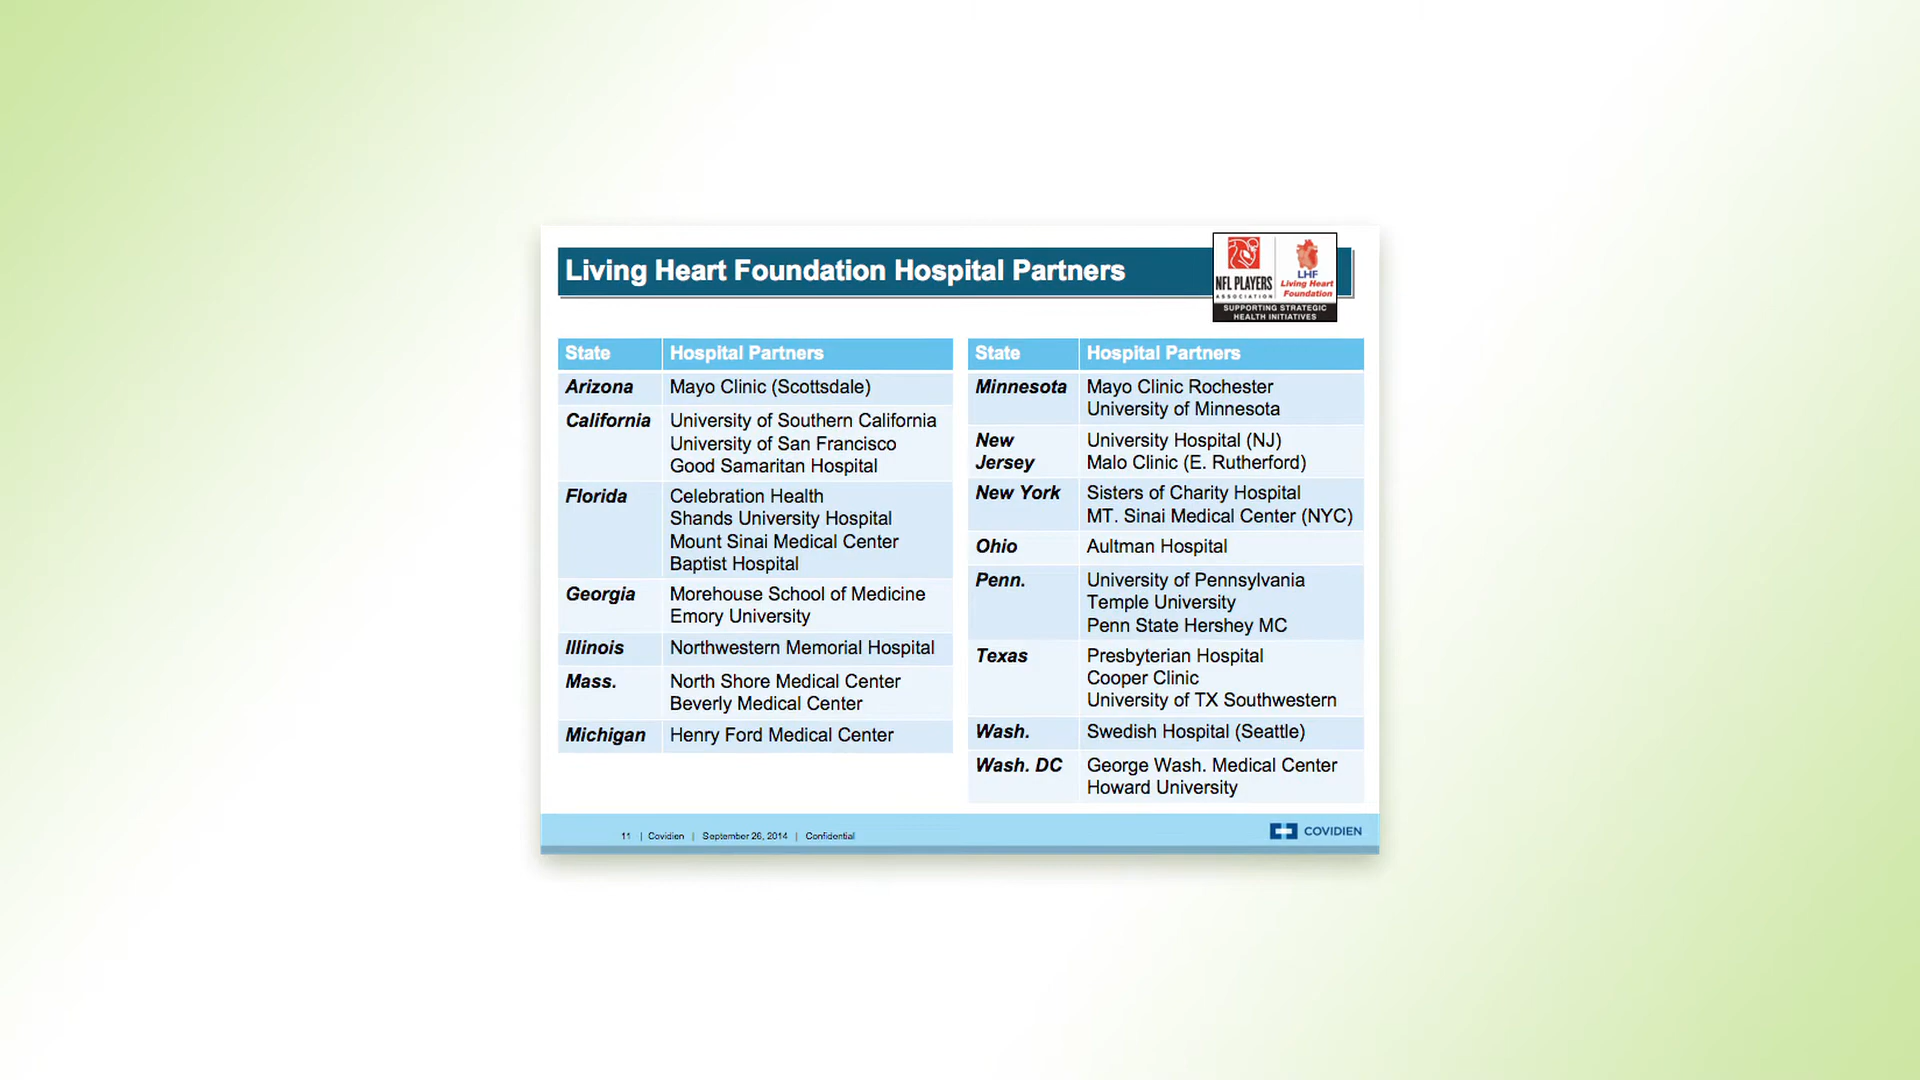 Living Heart Foundation Hospital Partners
NFL PLAYERS
ASSOCIATION
LHF
Living Heart
Foundation
SUPPORTING STRATEGIC
HEALTH INITIATIVES
State Hospital Partners
Arizona Mayo Clinic (Scottsdale)
California University of Southern California
University of San Francisco
Good Samaritan Hospital
Florida Celebration Health
Shands University Hospital
Mount Sinai Medical Center
Baptist Hospital
Georgia Morehouse School of Medicine
Emory University
Illinois Northwestern Memorial Hospital
Mass. North Shore Medical Center
Beverly Medical Center
Michigan Henry Ford Medical Center
State Hospital Partners
Minnesota Mayo Clinic Rochester
University of Minnesota
New University Hospital (NJ)
Jersey Malo Clinic (E. Rutherford)
New York Sisters of Charity Hospital
MT. Sinai Medical Center (NYC)
Ohio Aultman Hospital
Penn. University of Pennsylvania
Temple University
Penn State Hershey MC
Texas Presbyterian Hospital
Cooper Clinic
University of TX Southwestern
Wash. Swedish Hospital (Seattle)
Wash. DC George Wash. Medical Center
Howard University
11 | Covidien | September 26, 2014 | Confidential
COVIDIEN